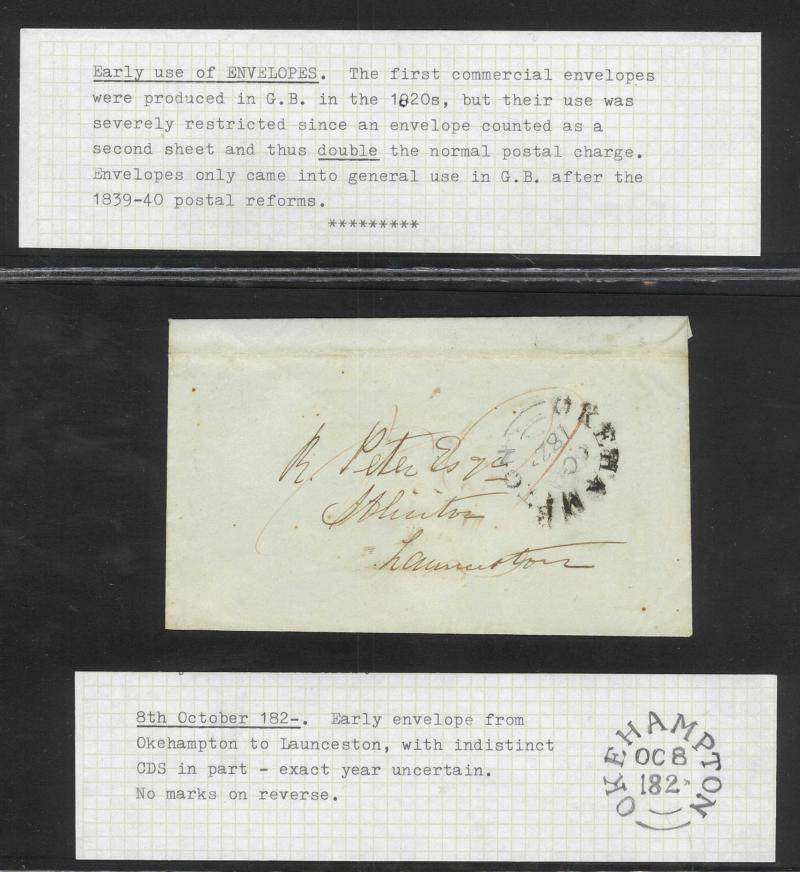 Early use of ENVELOPES. The first commercial envelopes
were produced in G.B. in the 1820s, but their use was
severely restricted since an envelope counted as a
second sheet and thus double the normal postal charge.
Envelopes only came into general use in G.B. after the
1839-40 postal reforms.
*********
OKEHAMPTON
OC
182
R. Peter Esqr
Solicitor
Launceston
8th October 182-. Early envelope from
Okehampton to Launceston, with indistinct
CDS in part - exact year uncertain.
No marks on reverse.
OKEHAMPTON
OC 8
182